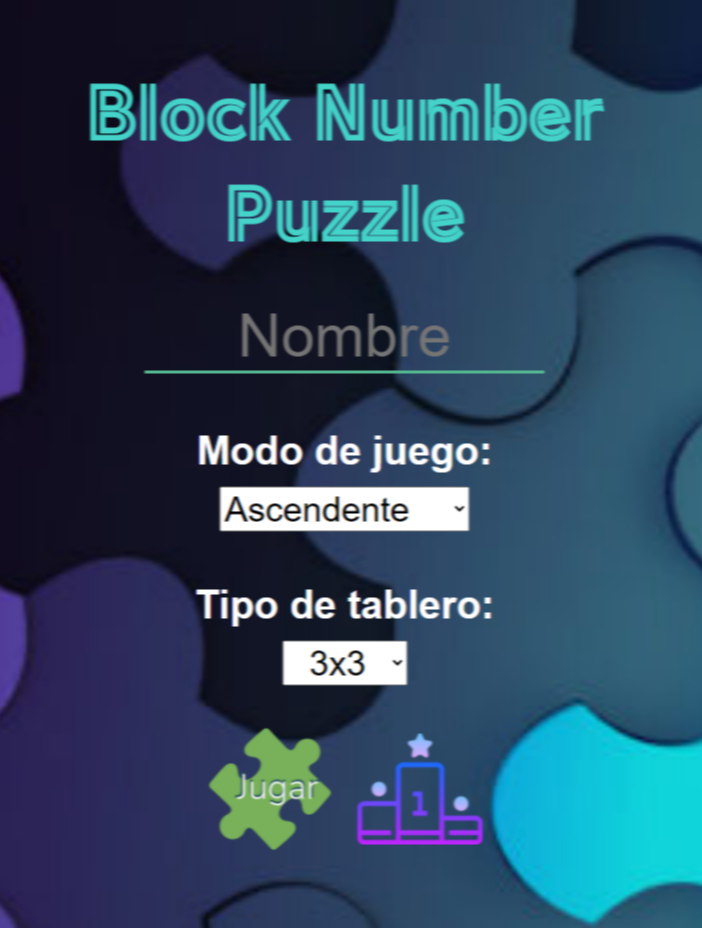 Block Number
Puzzle
Nombre
Modo de juego:
Ascendente
Tipo de tablero:
3x3
Jugar
1